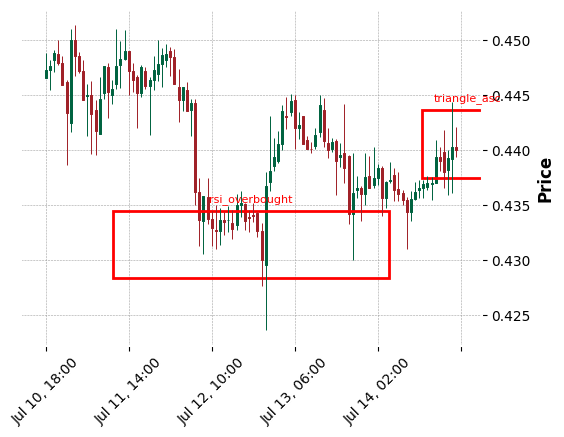 0.450
triangle_asc
0.445
0.440
Price
rsi_overbought
0.435
0.430
0.425
Jul 10, 18:00
Jul 11, 14:00
Jul 12, 10:00
Jul 13, 06:00
Jul 14, 02:00